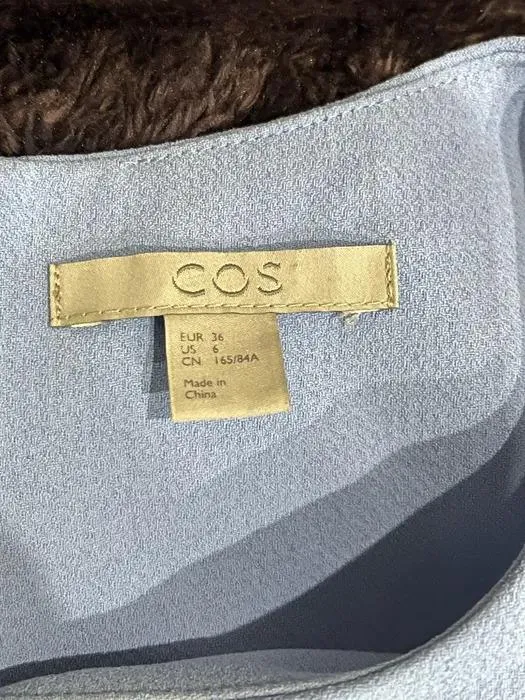 COS
EUR 36
US 6
CN 165/84A
Made in
China